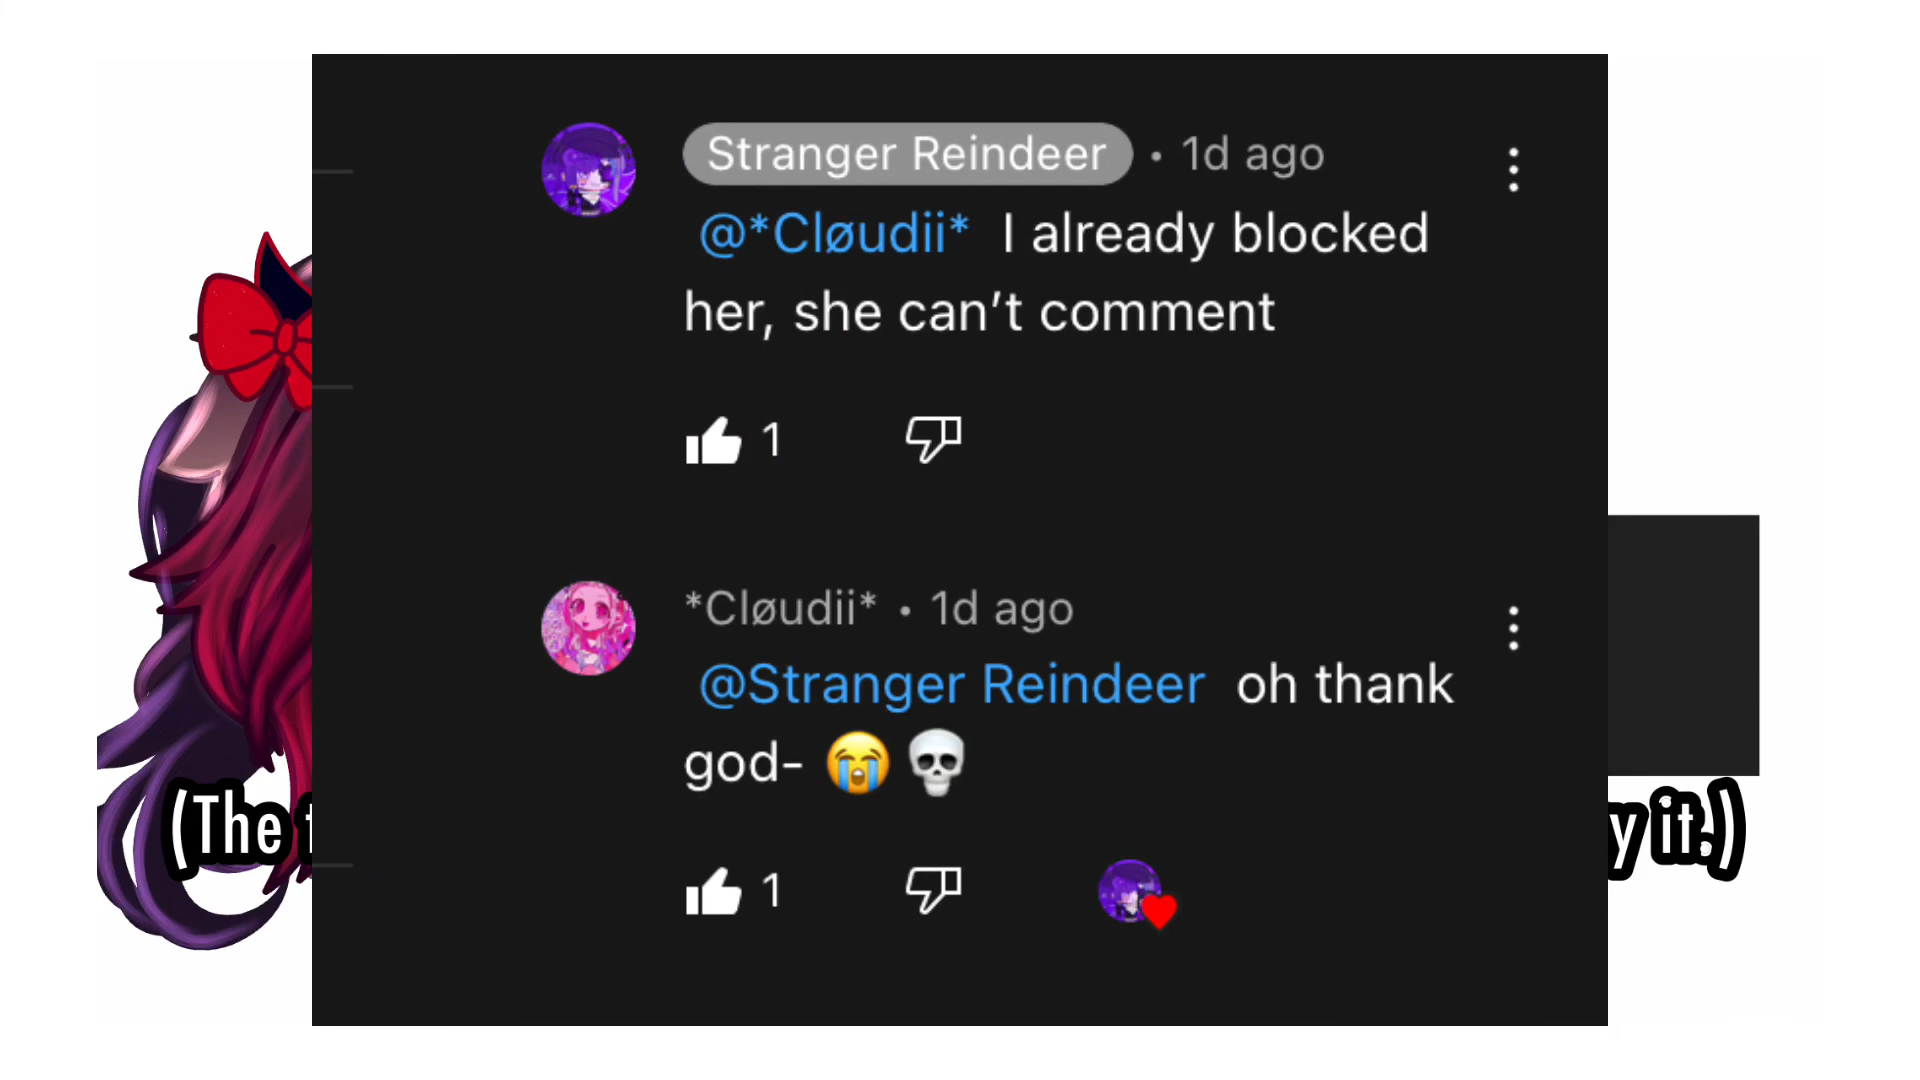 Stranger Reindeer • 1d ago
@*Cløudii* I already blocked
her, she can’t comment
1
*Cløudii* • 1d ago
@Stranger Reindeer oh thank
god- 😭💀
1
(The
y it.)